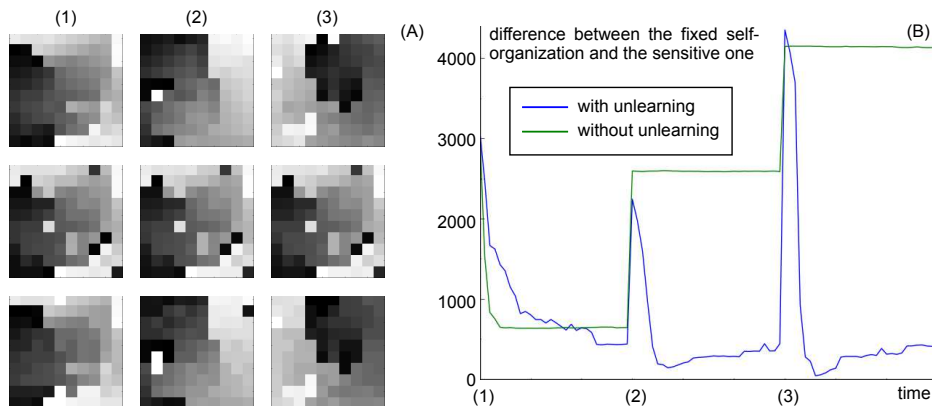 (1) (2) (3)
(A)
difference between the fixed self-
organization and the sensitive one
(B)
with unlearning
without unlearning
4000
3000
2000
1000
0
(1) (2) (3) time